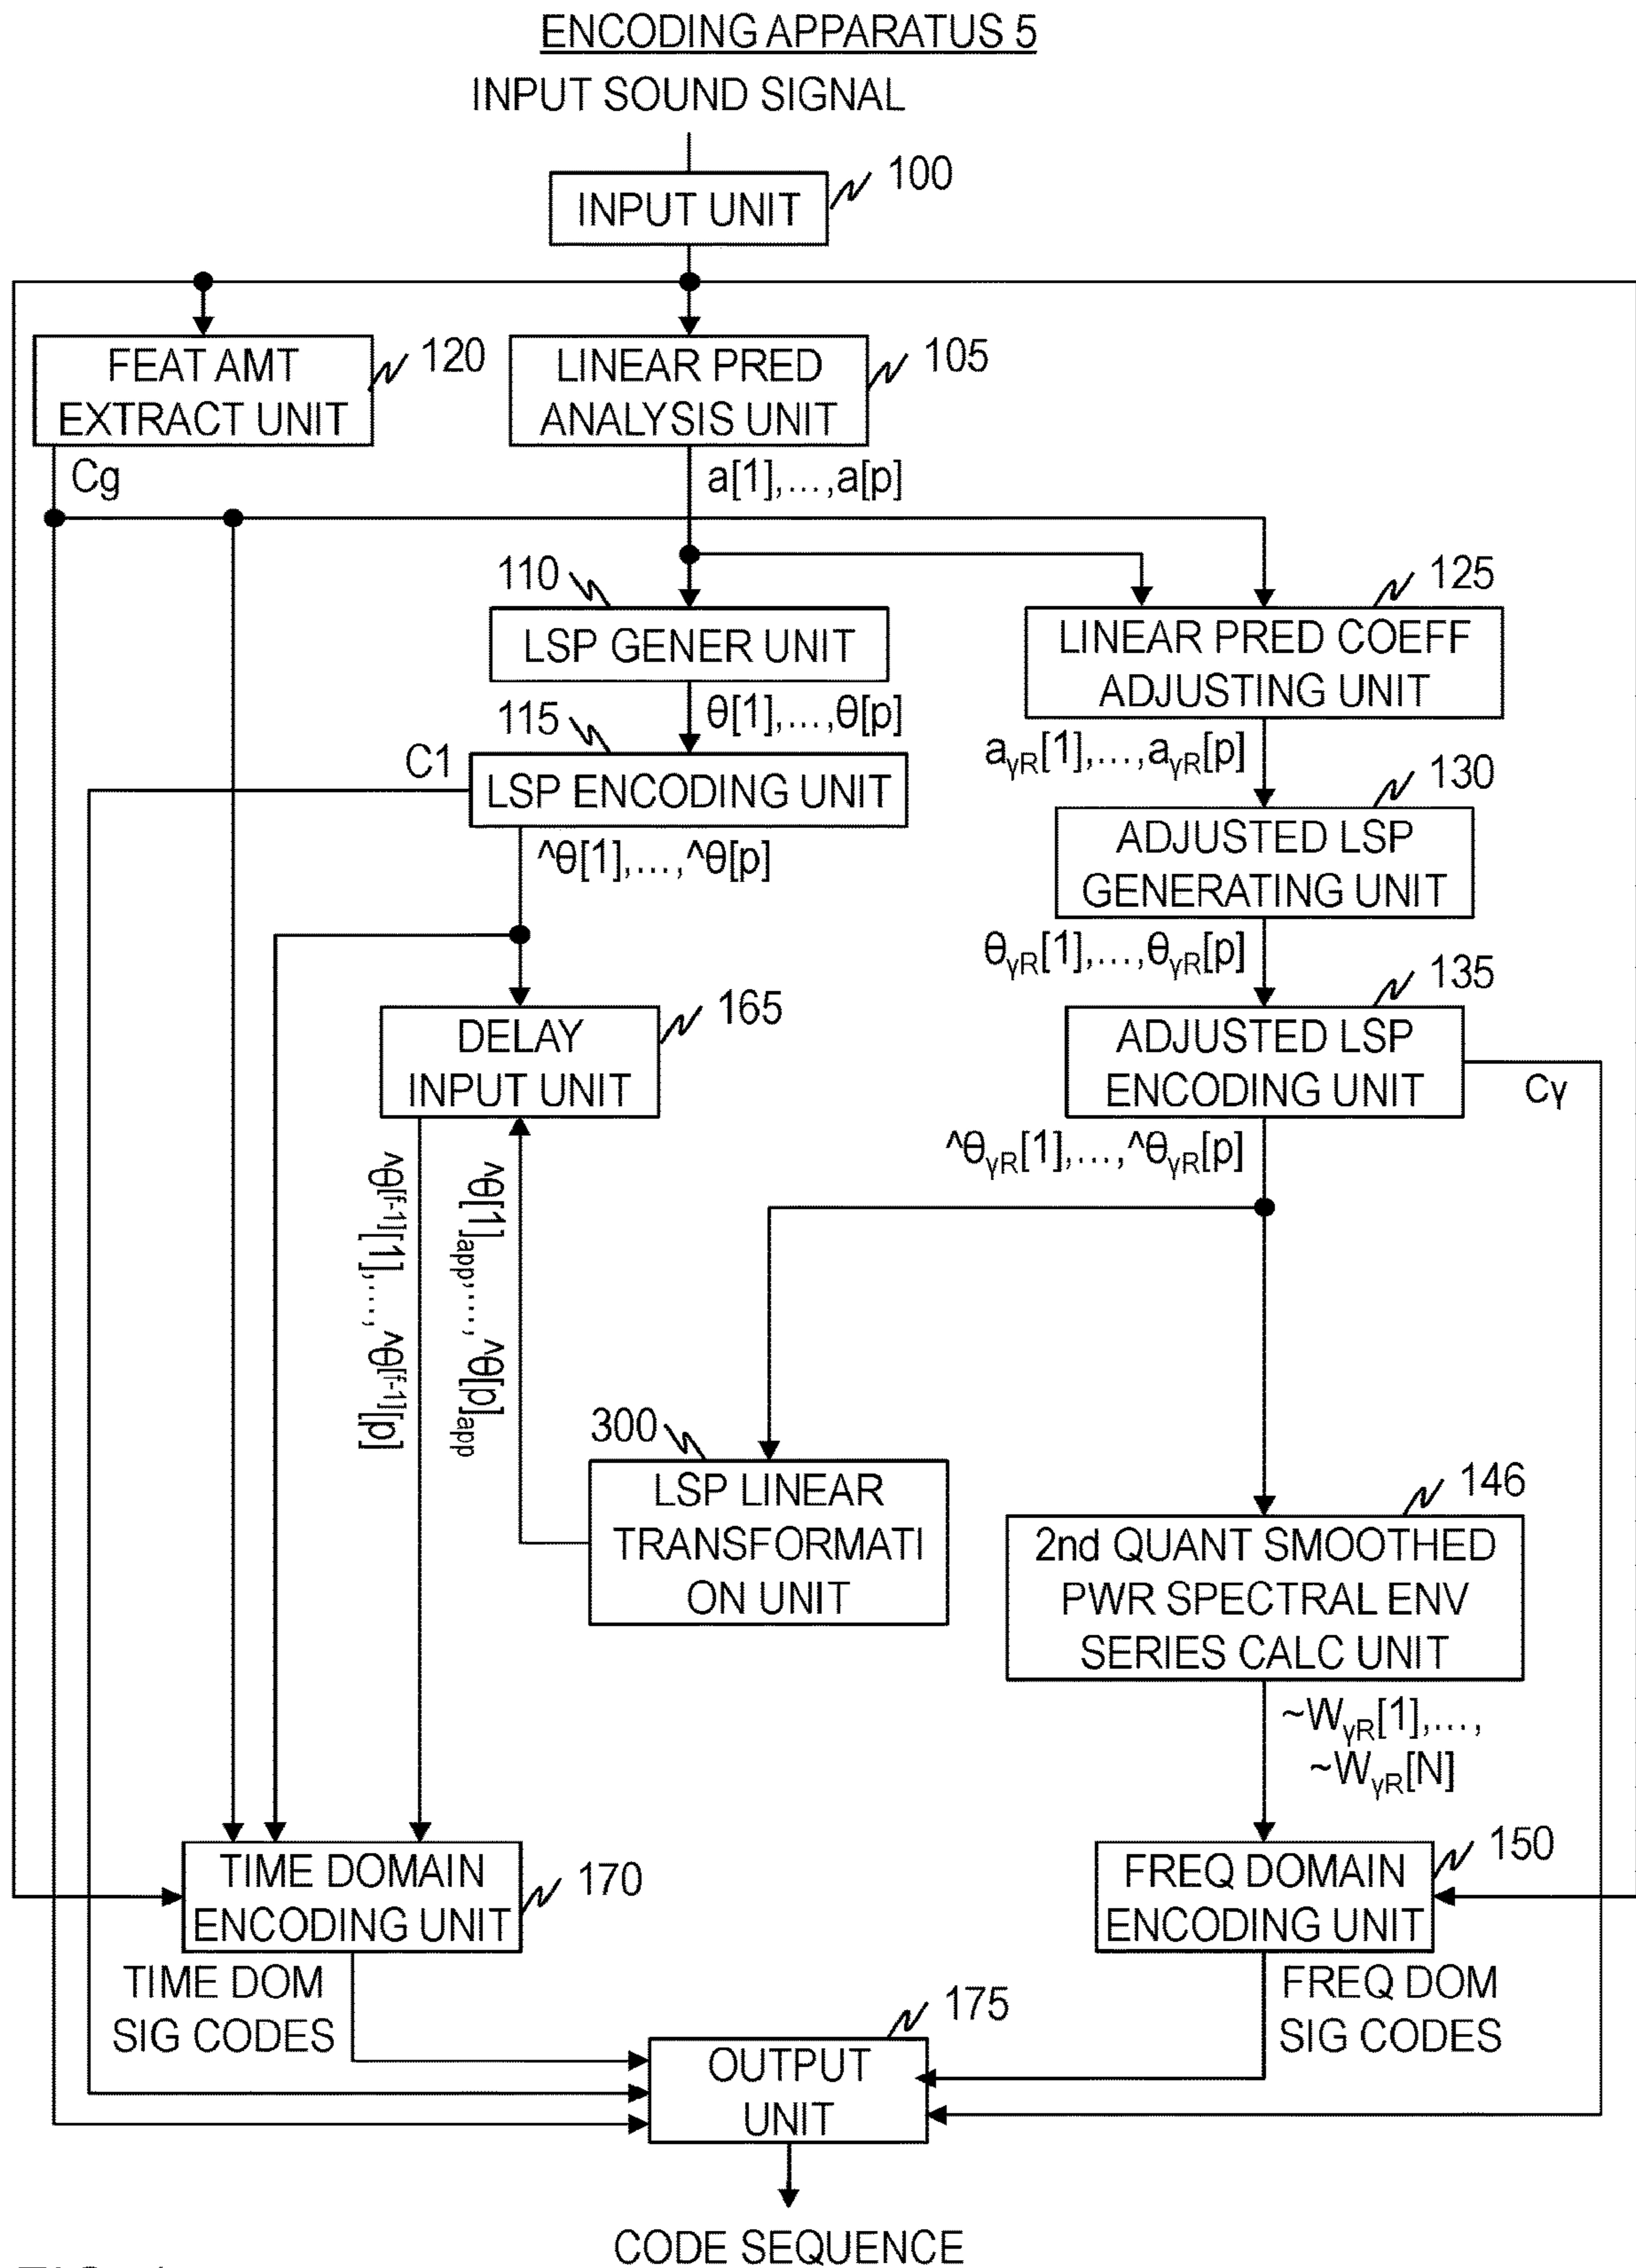 ENCODING APPARATUS 5
INPUT SOUND SIGNAL
INPUT UNIT
100
FEAT AMT
EXTRACT UNIT
120
LINEAR PRED
ANALYSIS UNIT
105
Cg
a[1],...,a[p]
110
LSP GENER UNIT
125
LINEAR PRED COEFF
ADJUSTING UNIT
θ[1],...,θ[p]
115
C1
LSP ENCODING UNIT
aγR[1],...,aγR[p]
130
ADJUSTED LSP
GENERATING UNIT
^θ[1],...,^θ[p]
θγR[1],...,θγR[p]
135
ADJUSTED LSP
ENCODING UNIT
Cγ
165
DELAY
INPUT UNIT
^θγR[1],...,^θγR[p]
^θ[f-1][1],...,^θ[f-1][p]
^θ[1]app,...,^θ[p]app
300
LSP LINEAR
TRANSFORMATI
ON UNIT
146
2nd QUANT SMOOTHED
PWR SPECTRAL ENV
SERIES CALC UNIT
~WγR[1],...,
~WγR[N]
TIME DOMAIN
ENCODING UNIT
170
FREQ DOMAIN
ENCODING UNIT
150
TIME DOM
SIG CODES
FREQ DOM
SIG CODES
175
OUTPUT
UNIT
CODE SEQUENCE